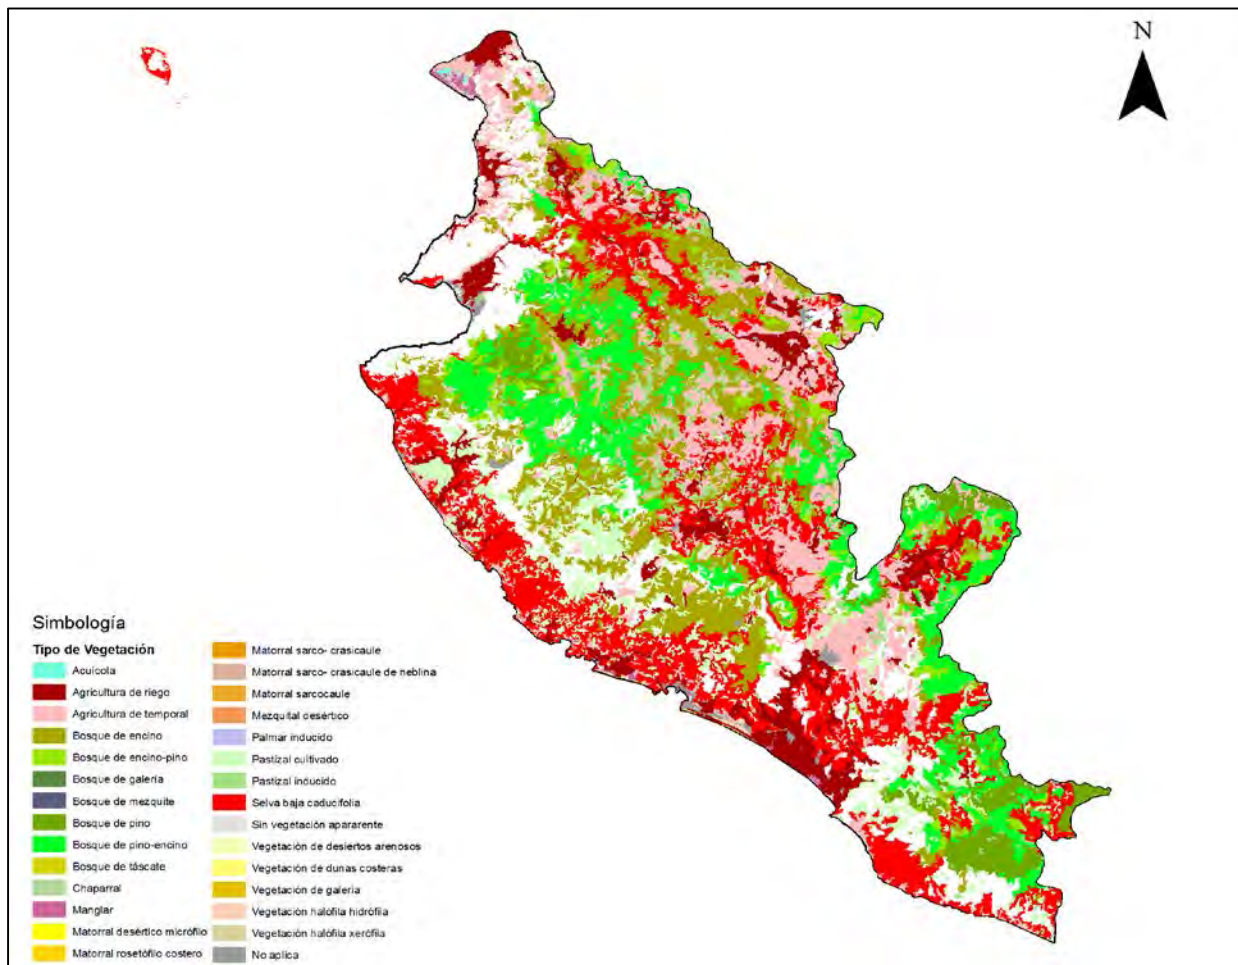 N
Simbología
Tipo de Vegetación
Acuícola
Agricultura de riego
Agricultura de temporal
Bosque de encino
Bosque de encino-pino
Bosque de galería
Bosque de mezquite
Bosque de pino
Bosque de pino-encino
Bosque de táscate
Chaparral
Manglar
Matorral desértico micrófilo
Matorral rosetófilo costero
Matorral sarco- crasicaule
Matorral sarco- crasicaule de neblina
Matorral sarcocaule
Mezquital desértico
Palmar inducido
Pastizal cultivado
Pastizal inducido
Selva baja caducifolia
Sin vegetación apararente
Vegetación de desiertos arenosos
Vegetación de dunas costeras
Vegetación de galería
Vegetación halófila hidrófila
Vegetación halófila xerófila
No aplica